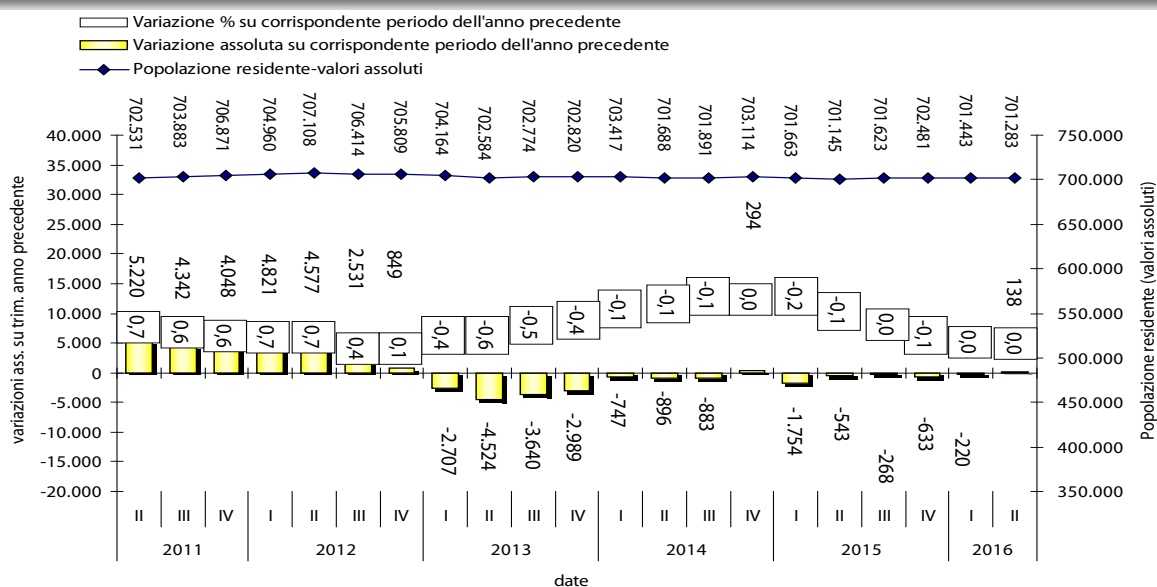 Variazione % su corrispondente periodo dell'anno precedente
Variazione assoluta su corrispondente periodo dell'anno precedente
Popolazione residente-valori assoluti
702.531 703.883 706.871 704.960 707.108 706.414 705.809 704.164 702.584 702.774 702.820 703.417 701.688 701.891 703.114 701.663 701.145 701.623 702.481 701.443 701.283
variazioni ass. su trim. anno precedente
40.000
35.000
30.000
25.000
20.000
15.000
10.000
5.000
0
-5.000
-10.000
-15.000
-20.000
5.220 4.342 4.048 4.821 4.577 2.531 849 -2.707 -4.524 -3.640 -2.989 -747 -896 -883 294 -1.754 -543 -268 -633 -220 138
0,7 0,6 0,6 0,7 0,7 0,4 0,1 -0,4 -0,6 -0,5 -0,4 -0,1 -0,1 -0,1 0,0 -0,2 -0,1 0,0 -0,1 0,0 0,0
750.000
700.000
650.000
600.000
550.000
500.000
450.000
400.000
350.000
Popolazione residente (valori assoluti)
II III IV I II III IV I II III IV I II III IV I II III IV I II
2011 2012 2013 2014 2015 2016
date